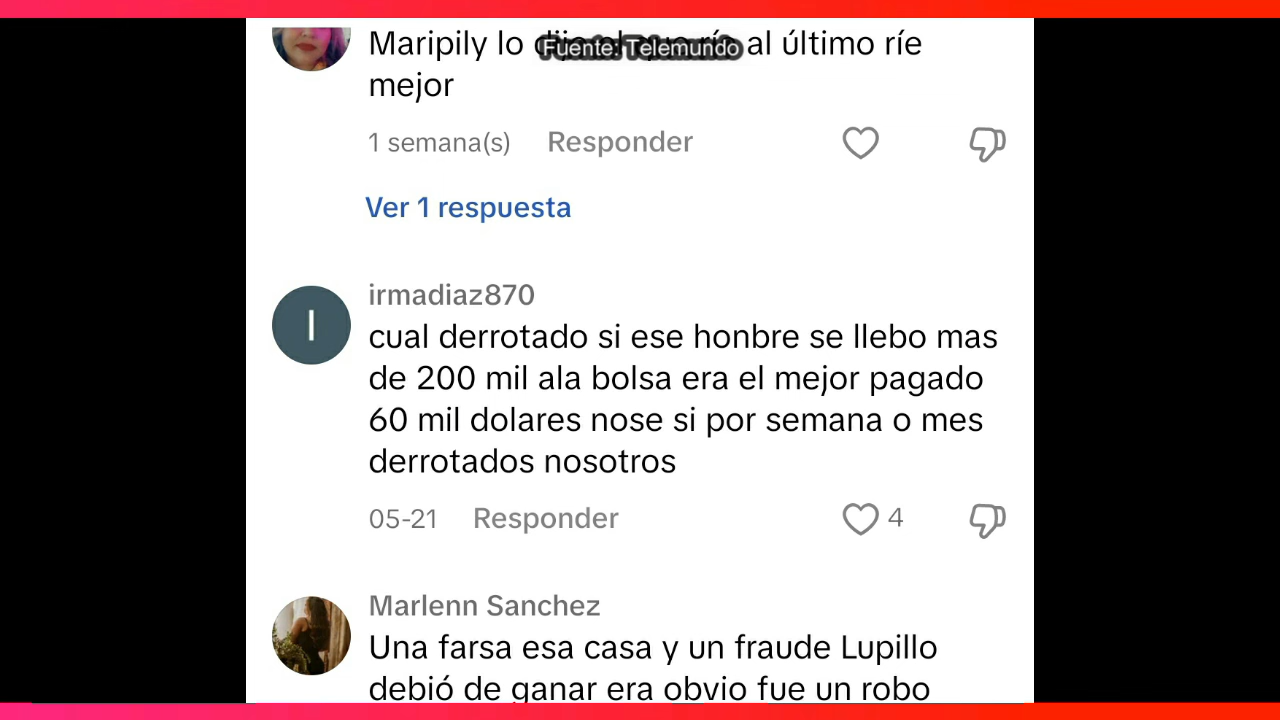 Maripily lo dijo el que ríe al último ríe
Fuente: Telemundo
mejor
1 semana(s) Responder
Ver 1 respuesta
irmadiaz870
cual derrotado si ese honbre se llebo mas
de 200 mil ala bolsa era el mejor pagado
60 mil dolares nose si por semana o mes
derrotados nosotros
05-21 Responder 4
I
Marlenn Sanchez
Una farsa esa casa y un fraude Lupillo
debió de ganar era obvio fue un robo